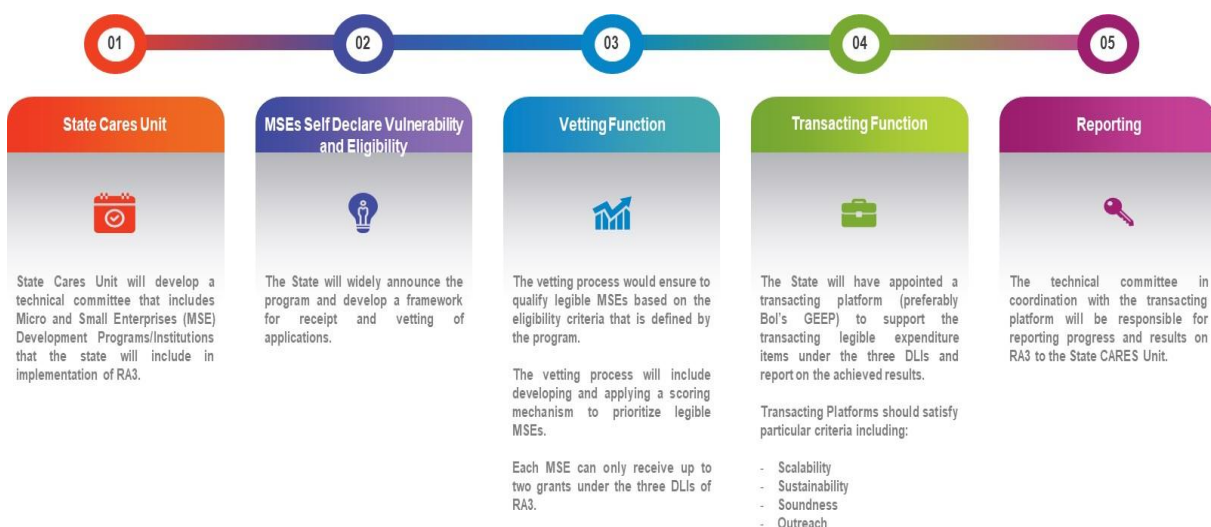 01
02
03
04
05
State Cares Unit
State Cares Unit will develop a
technical committee that includes
Micro and Small Enterprises (MSE)
Development Programs/Institutions
that the state will include in
implementation of RA3.
MSEs Self Declare Vulnerability
and Eligibility
The State will widely announce the
program and develop a framework
for receipt and vetting of
applications.
Vetting Function
The vetting process would ensure to
qualify legible MSEs based on the
eligibility criteria that is defined by
the program.
The vetting process will include
developing and applying a scoring
mechanism to prioritize legible
MSEs.
Each MSE can only receive up to
two grants under the three DLIs of
RA3.
Transacting Function
The State will have appointed a
transacting platform (preferably
BoI's GEEP) to support the
transacting legible expenditure
items under the three DLIs and
report on the achieved results.
Transacting Platforms should satisfy
particular criteria including:
- Scalability
- Sustainability
- Soundness
- Outreach
Reporting
The technical committee in
coordination with the transacting
platform will be responsible for
reporting progress and results on
RA3 to the State CARES Unit.